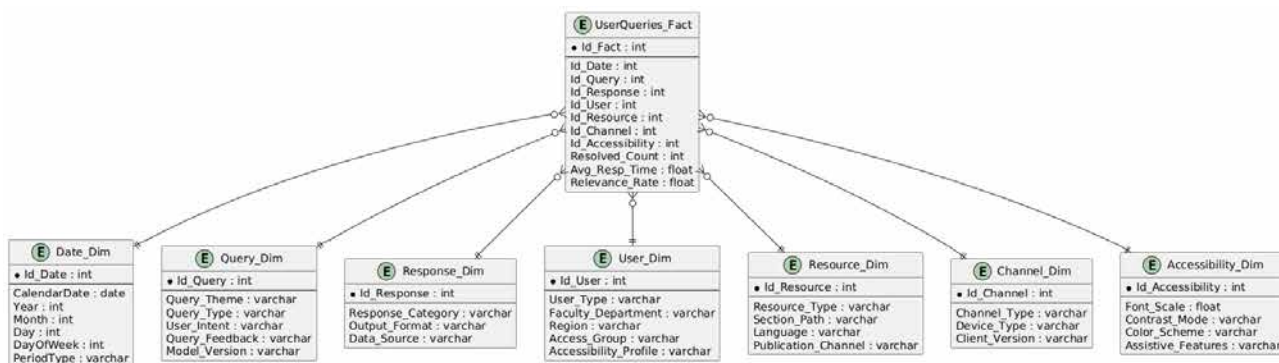 E UserQueries_Fact
Id_Fact : int
Id_Date : int
Id_Query : int
Id_Response : int
Id_User : int
Id_Resource : int
Id_Channel : int
Id_Accessibility : int
Resolved_Count : int
Avg_Resp_Time : float
Relevance_Rate : float
E Date_Dim
Id_Date : int
CalendarDate : date
Year : int
Month : int
Day : int
DayOfWeek : int
PeriodType : varchar
E Query_Dim
Id_Query : int
Query_Theme : varchar
Query_Type : varchar
User_Intent : varchar
Query_Feedback : varchar
Model_Version : varchar
E Response_Dim
Id_Response : int
Response_Category : varchar
Output_Format : varchar
Data_Source : varchar
E User_Dim
Id_User : int
User_Type : varchar
Faculty_Department : varchar
Region : varchar
Access_Group : varchar
Accessibility_Profile : varchar
E Resource_Dim
Id_Resource : int
Resource_Type : varchar
Section_Path : varchar
Language : varchar
Publication_Channel : varchar
E Channel_Dim
Id_Channel : int
Channel_Type : varchar
Device_Type : varchar
Client_Version : varchar
E Accessibility_Dim
Id_Accessibility : int
Font_Scale : float
Contrast_Mode : varchar
Color_Scheme : varchar
Assistive_Features : varchar